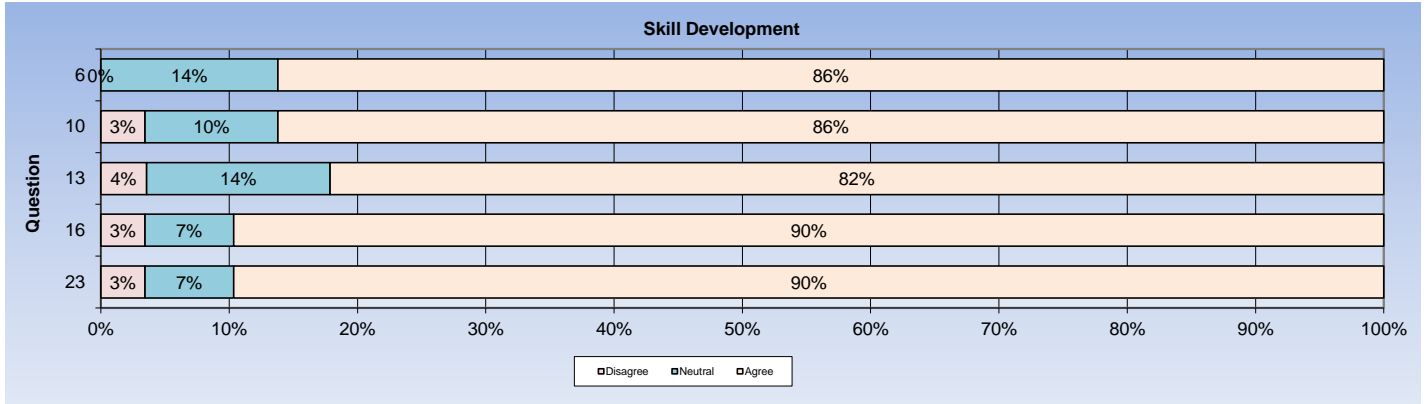 Skill Development
Question
6 0% 14% 86%
10 3% 10% 86%
13 4% 14% 82%
16 3% 7% 90%
23 3% 7% 90%
0% 10% 20% 30% 40% 50% 60% 70% 80% 90% 100%
Disagree Neutral Agree